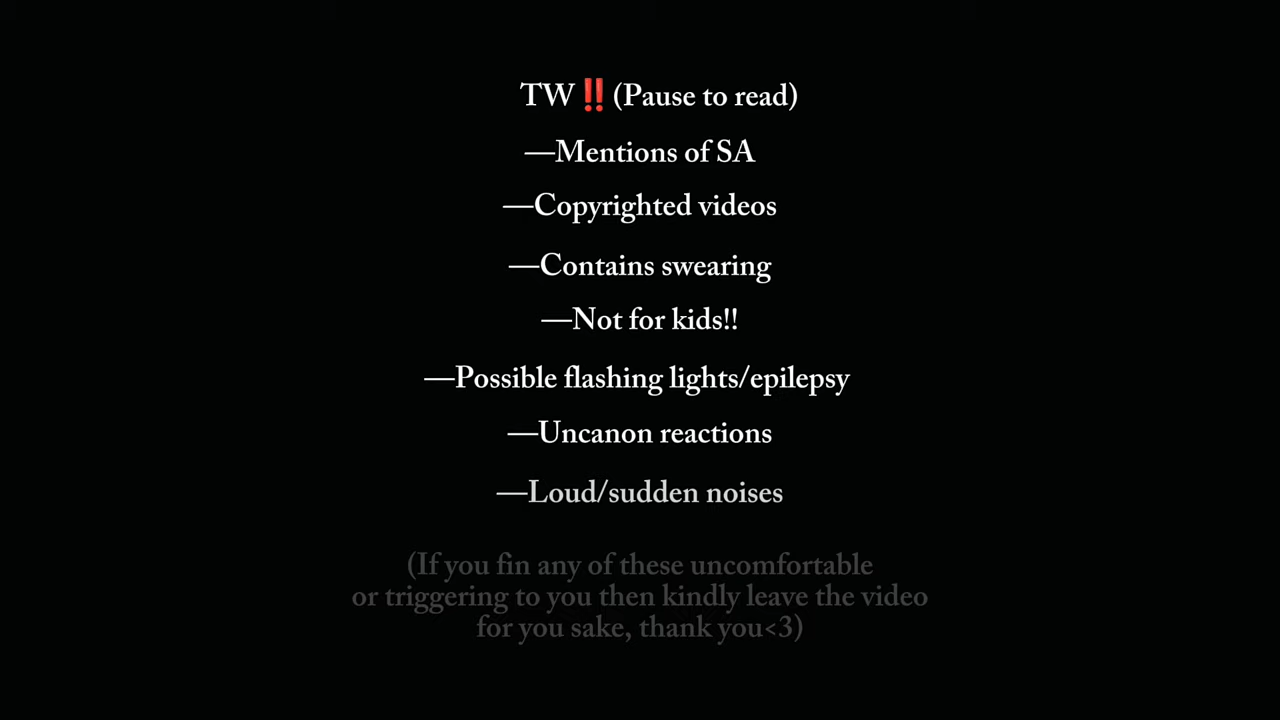 TW‼️(Pause to read)
—Mentions of SA
—Copyrighted videos
—Contains swearing
—Not for kids!!
—Possible flashing lights/epilepsy
—Uncanon reactions
—Loud/sudden noises
(If you fin any of these uncomfortable
or triggering to you then kindly leave the video
for you sake, thank you<3)